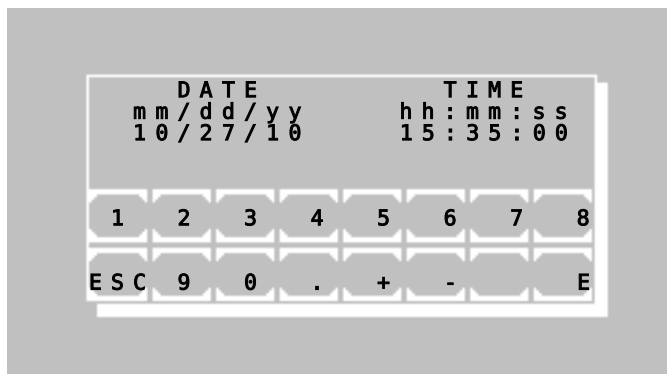 DATE TIME
mm/dd/yy hh:mm:ss
10/27/10 15:35:00
1 2 3 4 5 6 7 8
ESC 9 0 . + - E